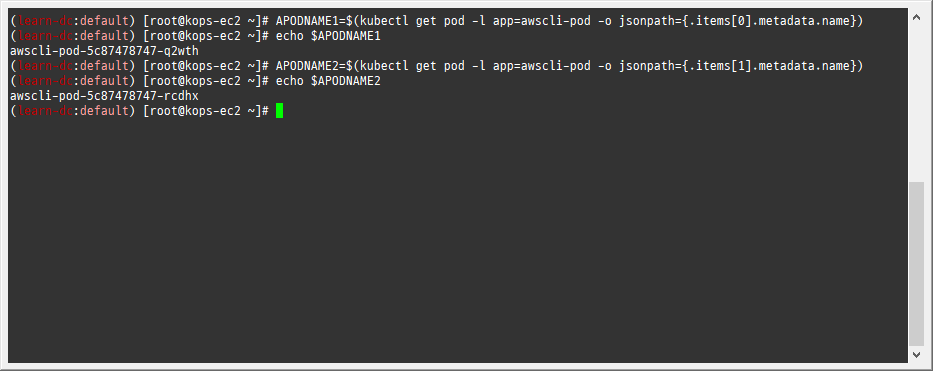 (learn-dc:default) [root@kops-ec2 ~]# APODNAME1=$(kubectl get pod -l app=awscli-pod -o jsonpath={.items[0].metadata.name})
(learn-dc:default) [root@kops-ec2 ~]# echo $APODNAME1
awscli-pod-5c87478747-q2wth
(learn-dc:default) [root@kops-ec2 ~]# APODNAME2=$(kubectl get pod -l app=awscli-pod -o jsonpath={.items[1].metadata.name})
(learn-dc:default) [root@kops-ec2 ~]# echo $APODNAME2
awscli-pod-5c87478747-rcdhx
(learn-dc:default) [root@kops-ec2 ~]#